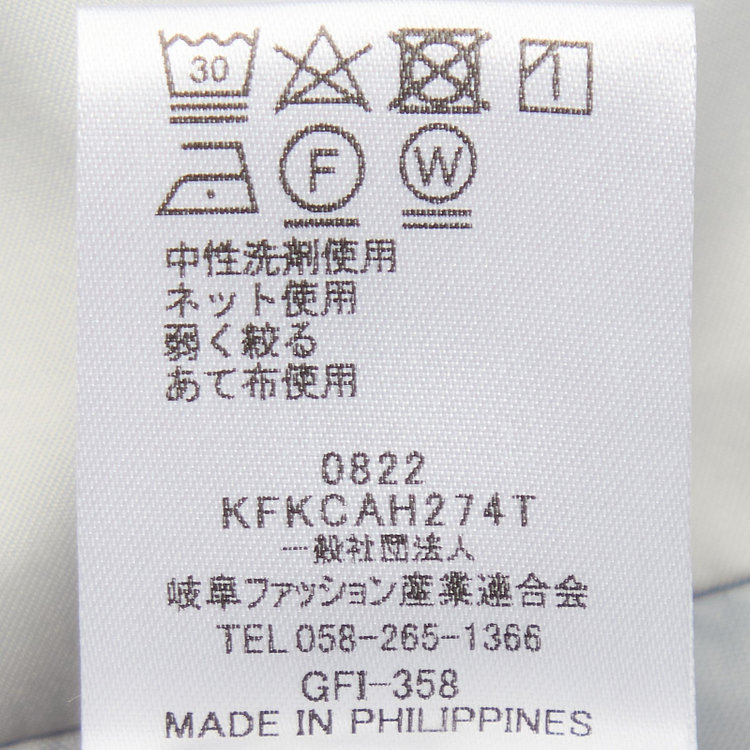 30
F W
中性洗剤使用
ネット使用
弱く絞る
あて布使用
0822
KFKCAH274T
一般社団法人
岐阜ファッション産業連合会
TEL058-265-1366
GFI-358
MADE IN PHILIPPINES